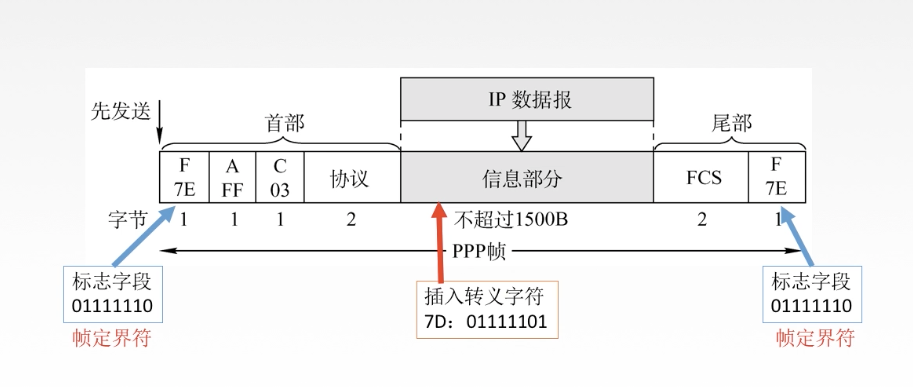 IP 数据报
先发送
首部
尾部
F A C F
7E FF 03 协议 信息部分 FCS 7E
字节 1 1 1 2 不超过1500B 2 1
PPP帧
标志字段
01111110
帧定界符
插入转义字符
7D：01111101
标志字段
01111110
帧定界符